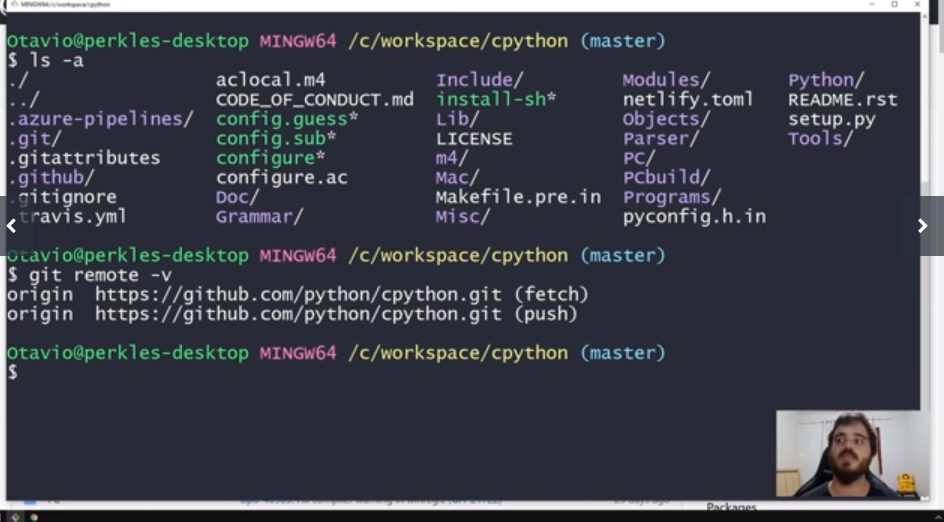 MINGW64:/c/workspace/cpython
Otavio@perkles-desktop MINGW64 /c/workspace/cpython (master)
$ ls -a
./ aclocal.m4 Include/ Modules/ Python/
../ CODE_OF_CONDUCT.md install-sh* netlify.toml README.rst
.azure-pipelines/ config.guess* Lib/ Objects/ setup.py
.git/ config.sub* LICENSE Parser/ Tools/
.gitattributes configure* m4/ PC/
.github/ configure.ac Mac/ PCbuild/
.gitignore Doc/ Makefile.pre.in Programs/
.travis.yml Grammar/ Misc/ pyconfig.h.in
Otavio@perkles-desktop MINGW64 /c/workspace/cpython (master)
$ git remote -v
origin https://github.com/python/cpython.git (fetch)
origin https://github.com/python/cpython.git (push)
Otavio@perkles-desktop MINGW64 /c/workspace/cpython (master)
$
Packages